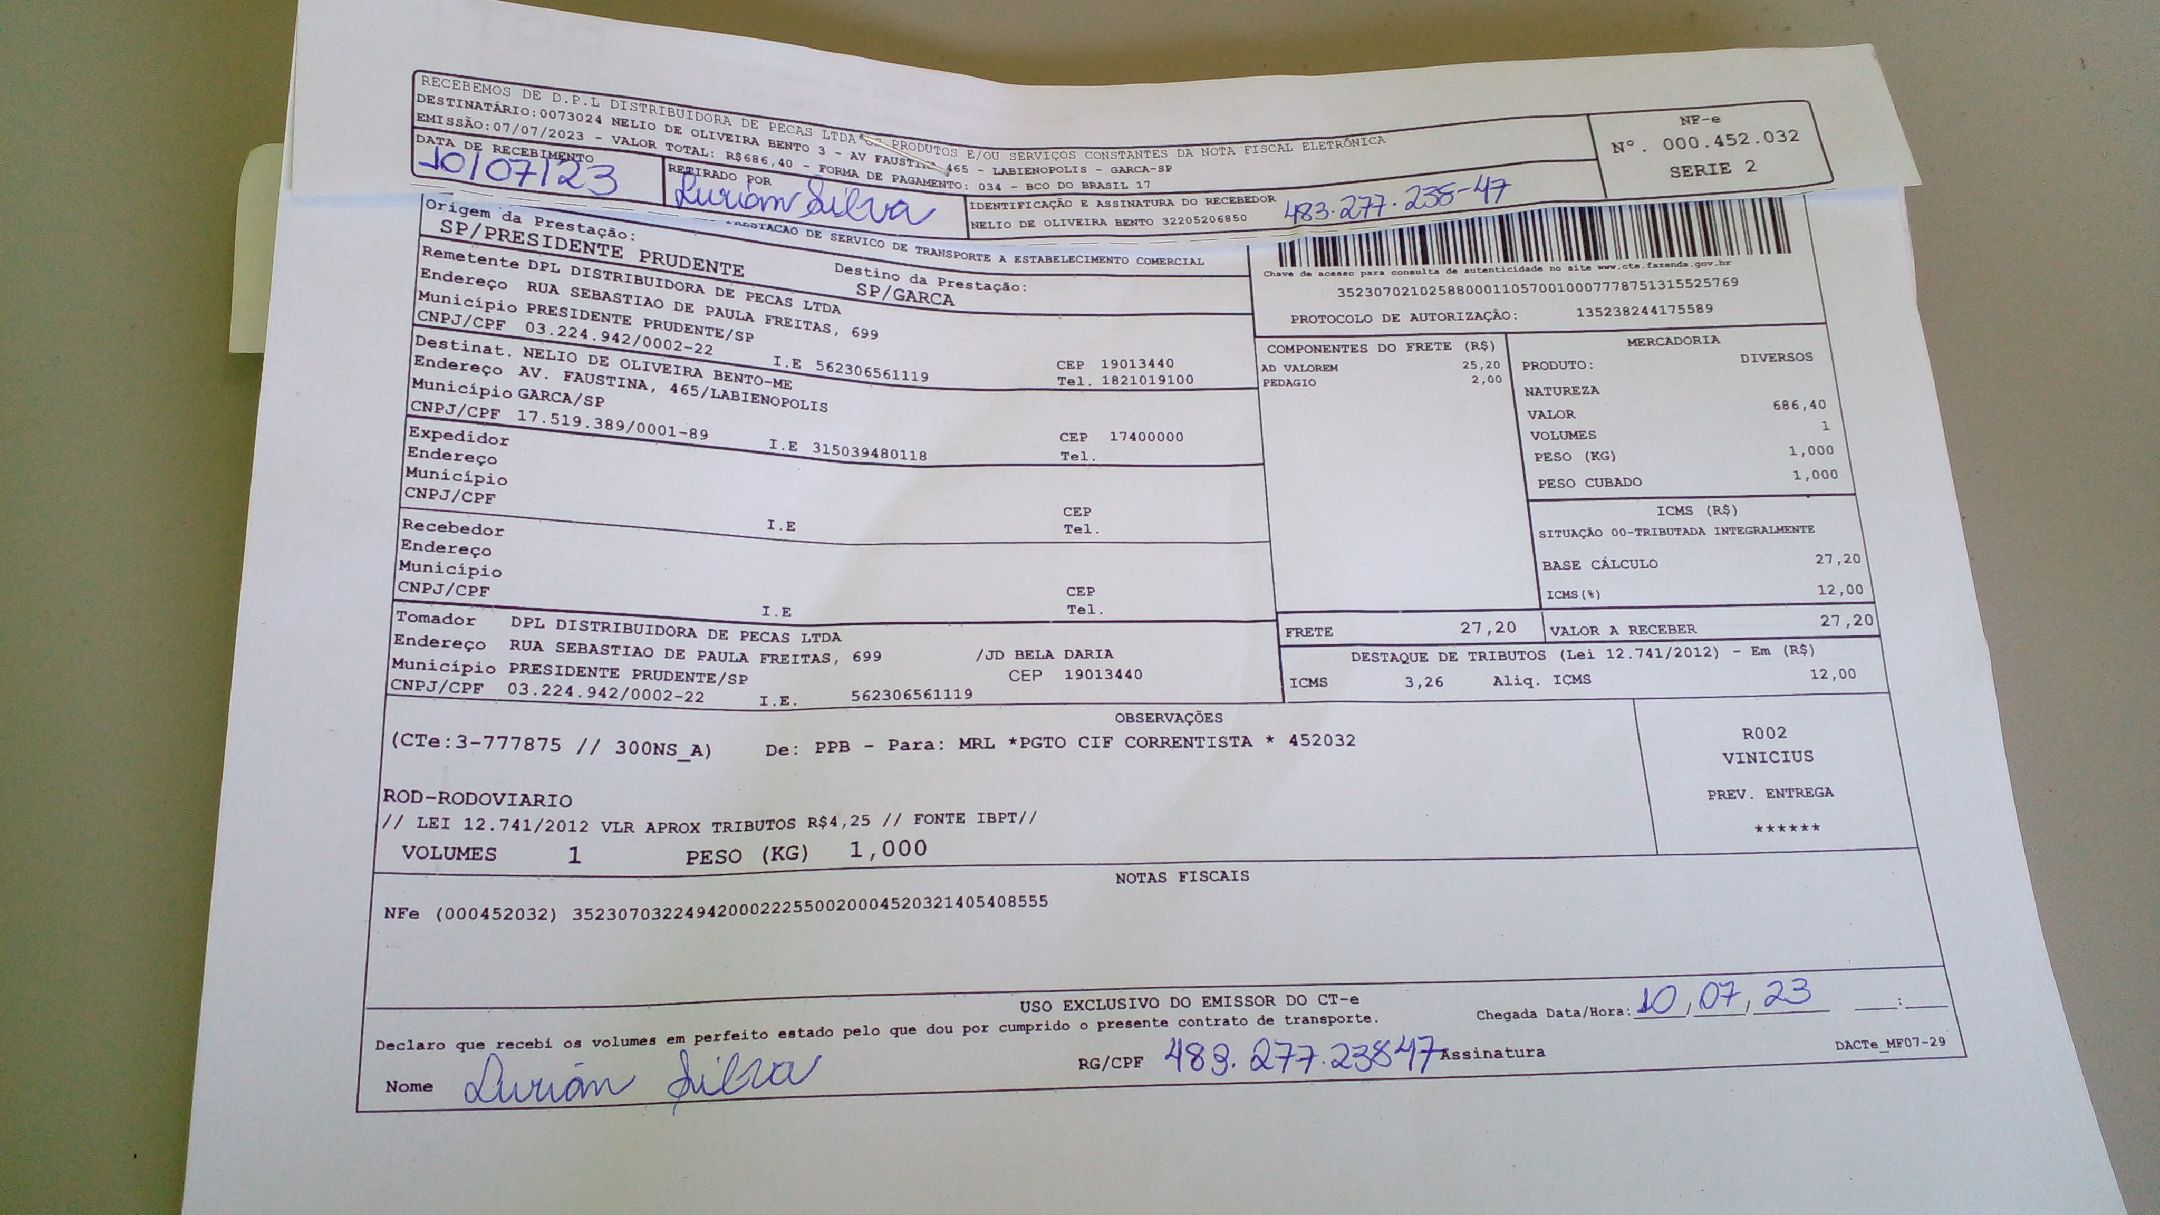 RECEBEMOS DE D.P.L DISTRIBUIDORA DE PECAS LTDA OS PRODUTOS E/OU SERVIÇOS CONSTANTES DA NOTA FISCAL ELETRÔNICA
DESTINATÁRIO:0073024 NELIO DE OLIVEIRA BENTO 3 - AV FAUSTINA 465 - LABIENOPOLIS - GARCA-SP
EMISSÃO:07/07/2023 - VALOR TOTAL: R$686,40 - FORMA DE PAGAMENTO: 034 - BCO DO BRASIL 17
NF-e
Nº. 000.452.032
SERIE 2
DATA DE RECEBIMENTO
10/07/23
RETIRADO POR
Lurian Silva
IDENTIFICAÇÃO E ASSINATURA DO RECEBEDOR
NELIO DE OLIVEIRA BENTO 32205206850
483.277.238-47
PRESTACAO DE SERVICO DE TRANSPORTE A ESTABELECIMENTO COMERCIAL
Origem da Prestação:
SP/PRESIDENTE PRUDENTE
Destino da Prestação:
SP/GARCA
Chave de acesso para consulta de autenticidade no site www.cte.fazenda.gov.br
35230702102588000110570010007778751315525769
PROTOCOLO DE AUTORIZAÇÃO: 135238244175589
Remetente DPL DISTRIBUIDORA DE PECAS LTDA
Endereço RUA SEBASTIAO DE PAULA FREITAS, 699
Município PRESIDENTE PRUDENTE/SP CEP 19013440
CNPJ/CPF 03.224.942/0002-22 I.E 562306561119 Tel. 1821019100
Destinat. NELIO DE OLIVEIRA BENTO-ME
Endereço AV. FAUSTINA, 465/LABIENOPOLIS
Município GARCA/SP CEP 17400000
CNPJ/CPF 17.519.389/0001-89 I.E 315039480118 Tel.
Expedidor
Endereço
Município CEP
CNPJ/CPF I.E Tel.
Recebedor
Endereço
Município CEP
CNPJ/CPF I.E Tel.
Tomador DPL DISTRIBUIDORA DE PECAS LTDA
Endereço RUA SEBASTIAO DE PAULA FREITAS, 699 /JD BELA DARIA
Município PRESIDENTE PRUDENTE/SP CEP 19013440
CNPJ/CPF 03.224.942/0002-22 I.E. 562306561119
COMPONENTES DO FRETE (R$)
AD VALOREM 25,20
PEDAGIO 2,00
MERCADORIA
PRODUTO: DIVERSOS
NATUREZA
VALOR 686,40
VOLUMES 1
PESO (KG) 1,000
PESO CUBADO 1,000
ICMS (R$)
SITUAÇÃO 00-TRIBUTADA INTEGRALMENTE
BASE CÁLCULO 27,20
ICMS(%) 12,00
FRETE 27,20 VALOR A RECEBER 27,20
DESTAQUE DE TRIBUTOS (Lei 12.741/2012) - Em (R$)
ICMS 3,26 Aliq. ICMS 12,00
OBSERVAÇÕES
(CTe:3-777875 // 300NS_A) De: PPB - Para: MRL *PGTO CIF CORRENTISTA * 452032
ROD-RODOVIARIO
// LEI 12.741/2012 VLR APROX TRIBUTOS R$4,25 // FONTE IBPT//
VOLUMES 1 PESO (KG) 1,000
R002
VINICIUS
PREV. ENTREGA
******
NOTAS FISCAIS
NFe (000452032) 35230703224942000222550020004520321405408555
USO EXCLUSIVO DO EMISSOR DO CT-e
Declaro que recebi os volumes em perfeito estado pelo que dou por cumprido o presente contrato de transporte.
Chegada Data/Hora: 10/07/23 :
Nome Lurian Silva RG/CPF 483.277.23847 Assinatura
DACTe_MF07-29